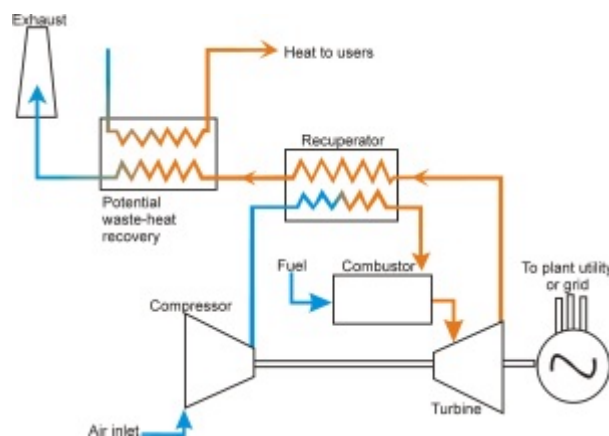 Exhaust
Heat to users
Recuperator
Potential
waste-heat
recovery
Fuel
Combustor
To plant utility
or grid
Compressor
Turbine
Air inlet